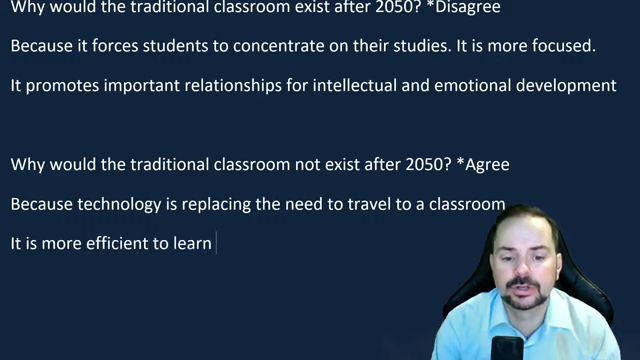 Why would the traditional classroom exist after 2050? *Disagree
Because it forces students to concentrate on their studies. It is more focused.
It promotes important relationships for intellectual and emotional development
Why would the traditional classroom not exist after 2050? *Agree
Because technology is replacing the need to travel to a classroom
It is more efficient to learn